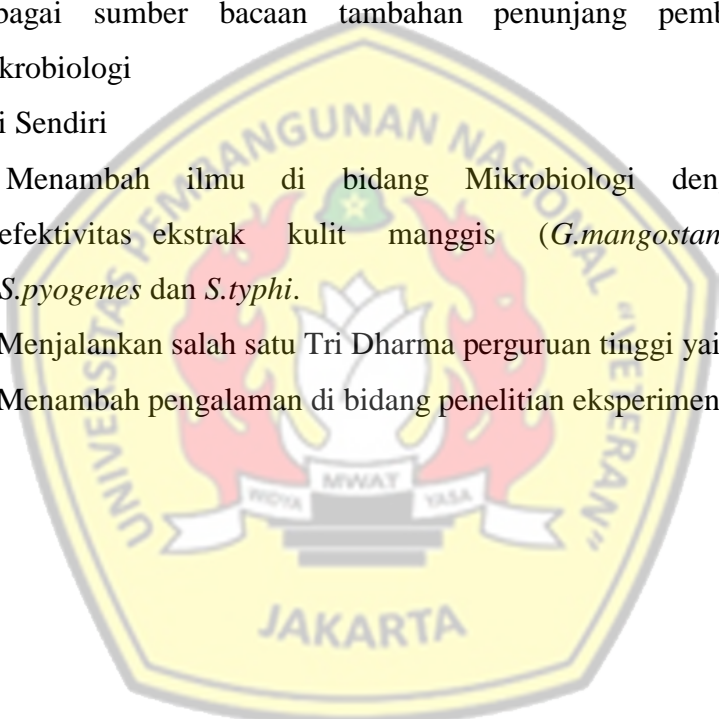 bagai sumber bacaan tambahan penunjang pemb
krobiologi
i Sendiri
Menambah ilmu di bidang Mikrobiologi den
efektivitas ekstrak kulit manggis (G.mangostan
S.pyogenes dan S.typhi.
Menjalankan salah satu Tri Dharma perguruan tinggi yai
Menambah pengalaman di bidang penelitian eksperimen
UNIVERSITAS PEMBANGUNAN NASIONAL "VETERAN"
WIDYA MWAT YASA
JAKARTA